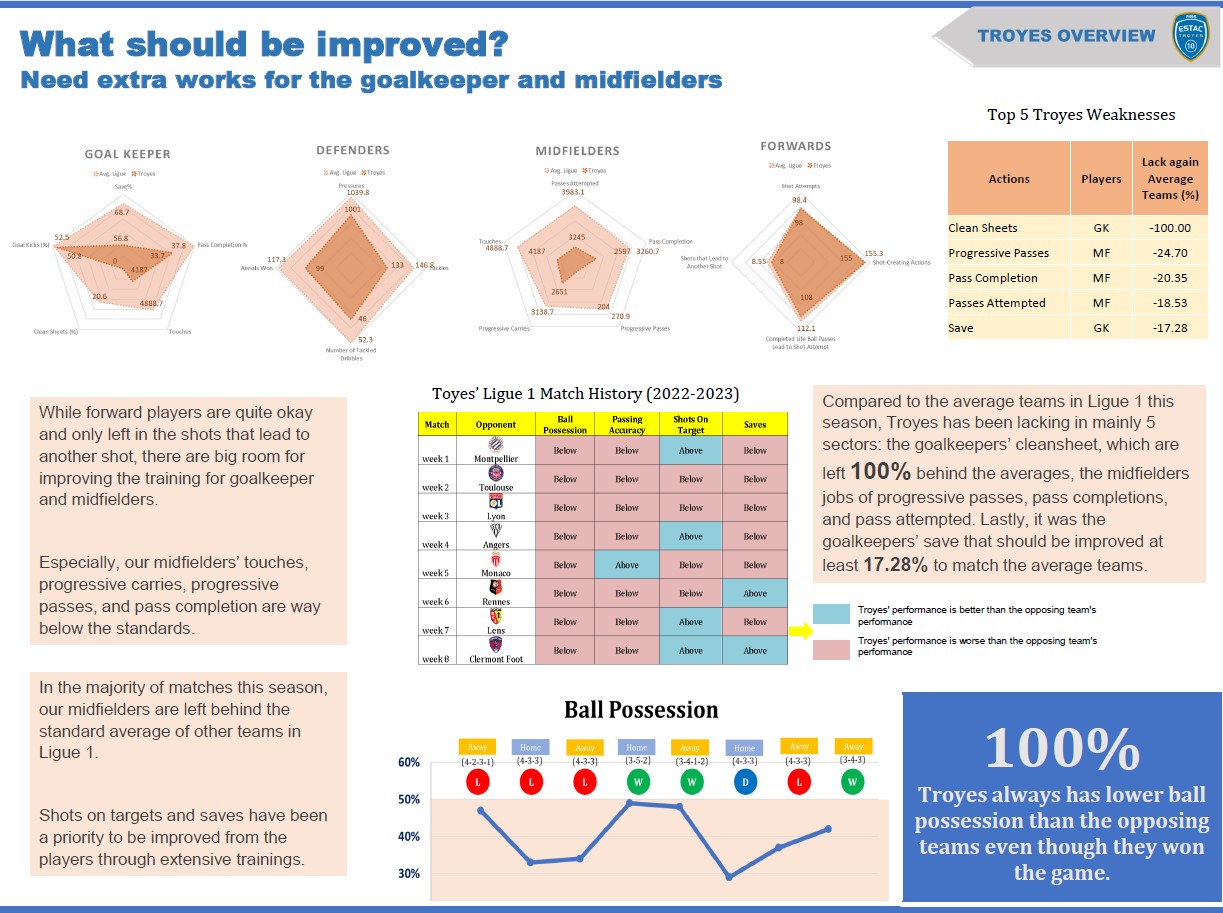 What should be improved?
Need extra works for the goalkeeper and midfielders
TROYES OVERVIEW
ESTAC
TROYES
10
GOAL KEEPER
Avg. Ligue Troyes
Save%
68.7
52.5
37.8
Goal Kicks (%)
Pass Completion %
56.8
50.8
33.7
0
4187
20.6
4888.7
Clean Sheets (%)
Touches
DEFENDERS
Avg. Ligue Troyes
Pressures
1039.8
1001
117.3
Aerials Won
99
133
146.8
Tackles
46
52.3
Number of Tackled
Dribbles
MIDFIELDERS
Avg. Ligue Troyes
Passes Attempted
3983.1
3245
Touches
4888.7
4187
2597
Pass Completion
3260.7
2651
204
3138.7
270.9
Progressive Carries
Progressive Passes
FORWARDS
Avg. Ligue Troyes
Shot Attempts
98.4
98
Shots that Lead to
Another Shot
8.55
8
155
155.3
Shot-Creating Actions
108
112.1
Completed Life Ball Passes
Lead to Shot Attempt
Top 5 Troyes Weaknesses
Actions Players Lack again Average Teams (%)
Clean Sheets GK -100.00
Progressive Passes MF -24.70
Pass Completion MF -20.35
Passes Attempted MF -18.53
Save GK -17.28
While forward players are quite okay
and only left in the shots that lead to
another shot, there are big room for
improving the training for goalkeeper
and midfielders.
Especially, our midfielders' touches,
progressive carries, progressive
passes, and pass completion are way
below the standards.
In the majority of matches this season,
our midfielders are left behind the
standard average of other teams in
Ligue 1.
Shots on targets and saves have been
a priority to be improved from the
players through extensive trainings.
Toyes' Ligue 1 Match History (2022-2023)
Match Opponent Ball Possession Passing Accuracy Shots On Target Saves
week 1 Montpellier Below Below Above Below
week 2 Toulouse Below Below Below Below
week 3 Lyon Below Below Below Below
week 4 Angers Below Below Above Below
week 5 Monaco Below Above Below Below
week 6 Rennes Below Below Below Above
week 7 Lens Below Below Above Below
week 8 Clermont Foot Below Below Above Above
Compared to the average teams in Ligue 1 this
season, Troyes has been lacking in mainly 5
sectors: the goalkeepers' cleansheet, which are
left 100% behind the averages, the midfielders
jobs of progressive passes, pass completions,
and pass attempted. Lastly, it was the
goalkeepers' save that should be improved at
least 17.28% to match the average teams.
Troyes' performance is better than the opposing team's
performance
Troyes' performance is worse than the opposing team's
performance
Ball Possession
Away Home Away Home Away Home Away Away
(4-2-3-1) (4-3-3) (4-3-3) (3-5-2) (3-4-1-2) (4-3-3) (4-3-3) (3-4-3)
L L L W W D L W
60%
50%
40%
30%
100%
Troyes always has lower ball
possession than the opposing
teams even though they won
the game.